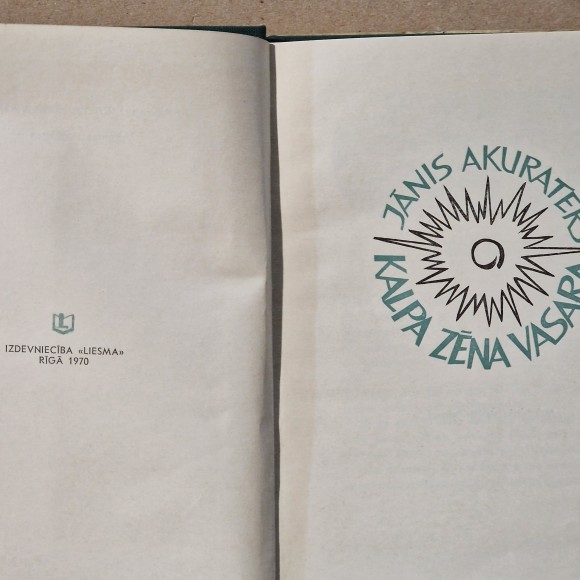 IZDEVNIECĪBA «LIESMA»
RĪGĀ 1970
JĀNIS AKURATERS
KALPA ZĒNA VASARA